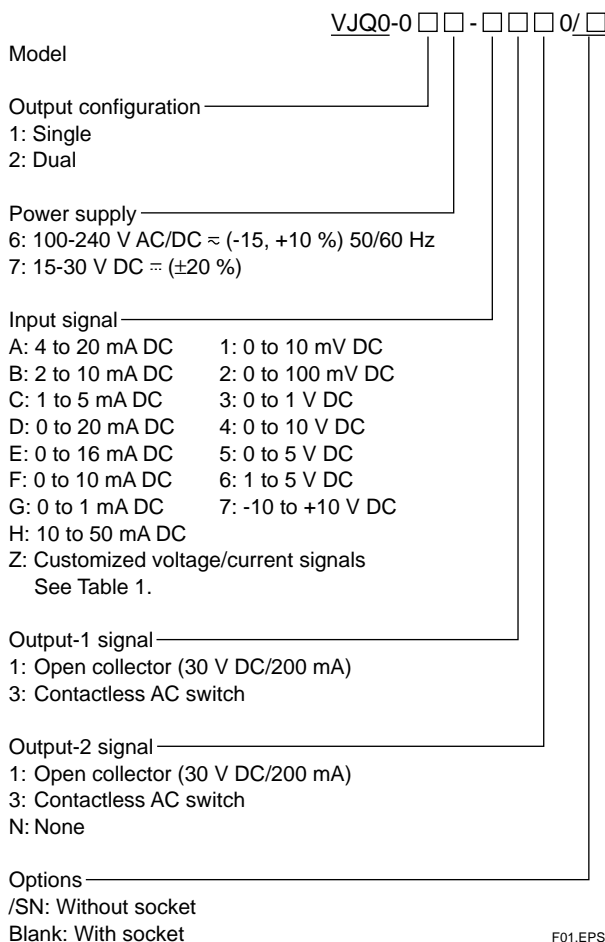 VJQ0-0 □ □ - □ □ □ 0/ □
Model
Output configuration
1: Single
2: Dual
Power supply
6: 100-240 V AC/DC ≂ (-15, +10 %) 50/60 Hz
7: 15-30 V DC ⎓ (±20 %)
Input signal
A: 4 to 20 mA DC 1: 0 to 10 mV DC
B: 2 to 10 mA DC 2: 0 to 100 mV DC
C: 1 to 5 mA DC 3: 0 to 1 V DC
D: 0 to 20 mA DC 4: 0 to 10 V DC
E: 0 to 16 mA DC 5: 0 to 5 V DC
F: 0 to 10 mA DC 6: 1 to 5 V DC
G: 0 to 1 mA DC 7: -10 to +10 V DC
H: 10 to 50 mA DC
Z: Customized voltage/current signals
See Table 1.
Output-1 signal
1: Open collector (30 V DC/200 mA)
3: Contactless AC switch
Output-2 signal
1: Open collector (30 V DC/200 mA)
3: Contactless AC switch
N: None
Options
/SN: Without socket
Blank: With socket
F01.EPS